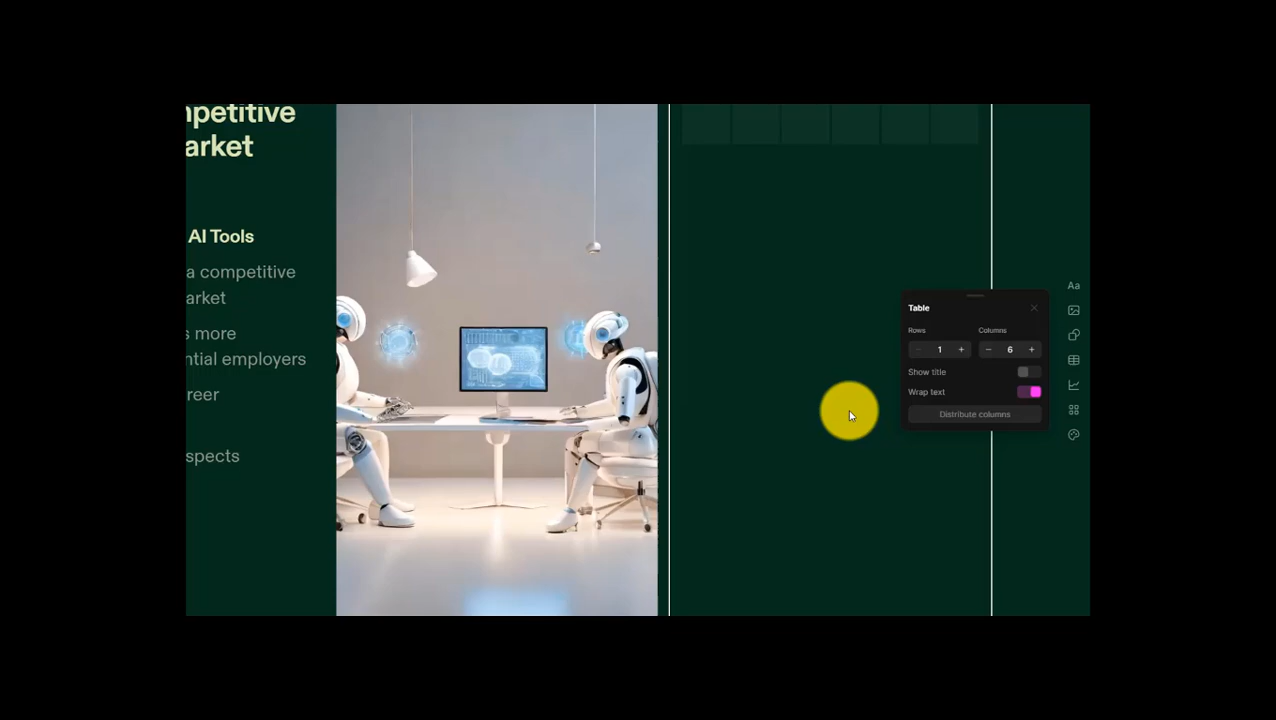 mpetitive
arket
AI Tools
a competitive
arket
s more
ntial employers
reer
spects
Table
Rows
Columns
1
6
Show title
Wrap text
Distribute columns
Aa